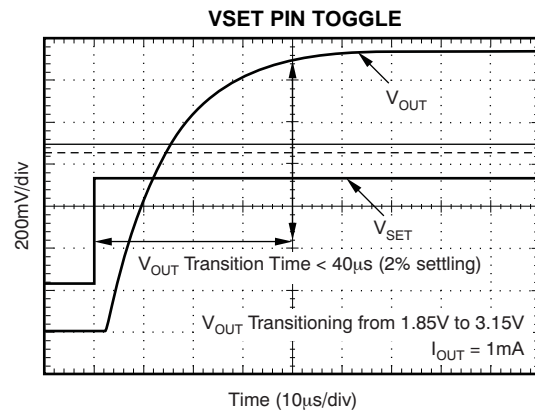 VSET PIN TOGGLE
VOUT
200mV/div
VSET
VOUT Transition Time < 40μs (2% settling)
VOUT Transitioning from 1.85V to 3.15V
IOUT = 1mA
Time (10μs/div)